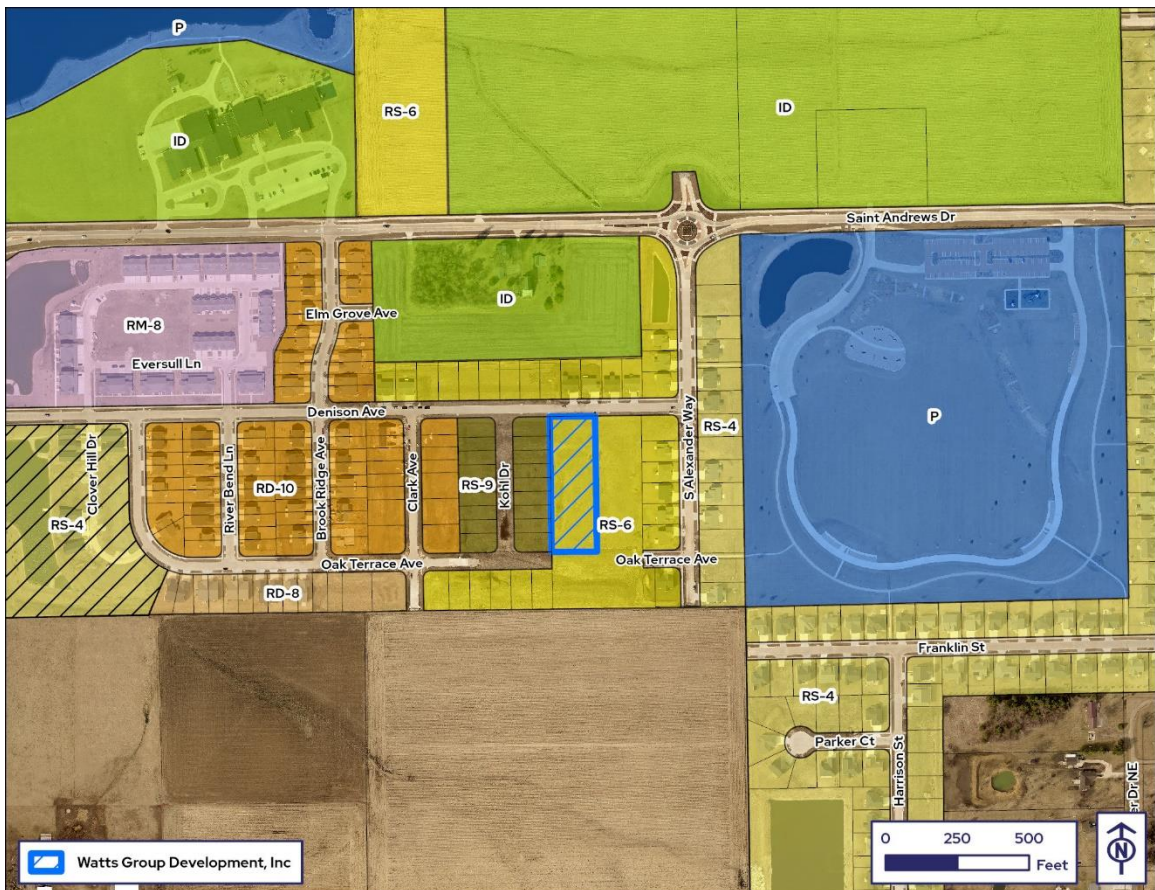 P
ID
RS-6
ID
Saint Andrews Dr
RM-8
Eversull Ln
Elm Grove Ave
ID
Denison Ave
RS-4
P
S Alexander Way
Clover Hill Dr
RS-4
River Bend Ln
RD-10
Brook Ridge Ave
Clark Ave
RS-9
Kohl Dr
RS-6
Oak Terrace Ave
Oak Terrace Ave
RD-8
Franklin St
RS-4
Parker Ct
Harrison St
er Dr NE
Watts Group Development, Inc
0 250 500
Feet
N